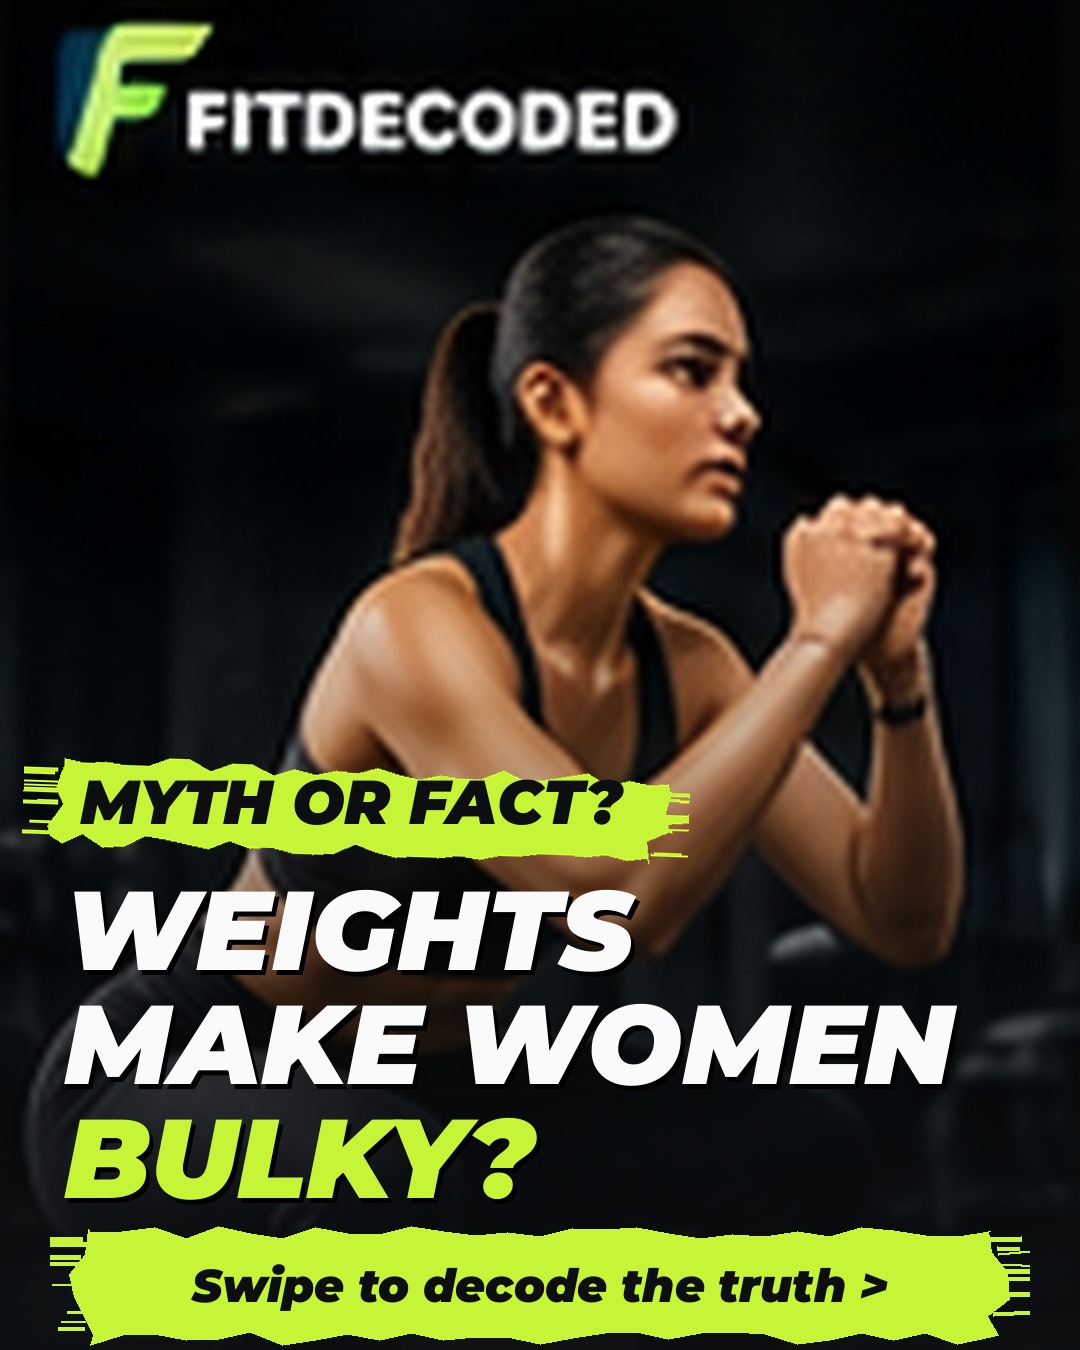 FITDECODED
MYTH OR FACT?
WEIGHTS
MAKE WOMEN
BULKY?
Swipe to decode the truth >